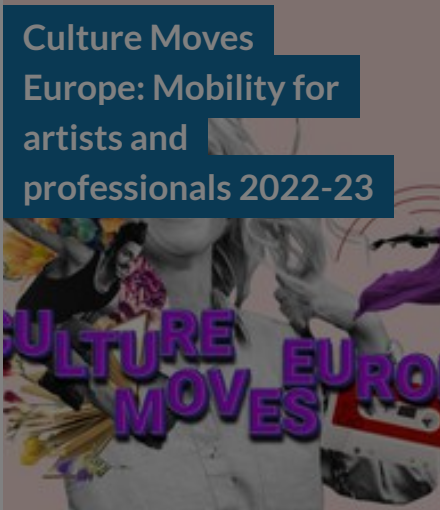 Culture Moves
Europe: Mobility for
artists and
professionals 2022-23
CULTURE
MOVES EURO